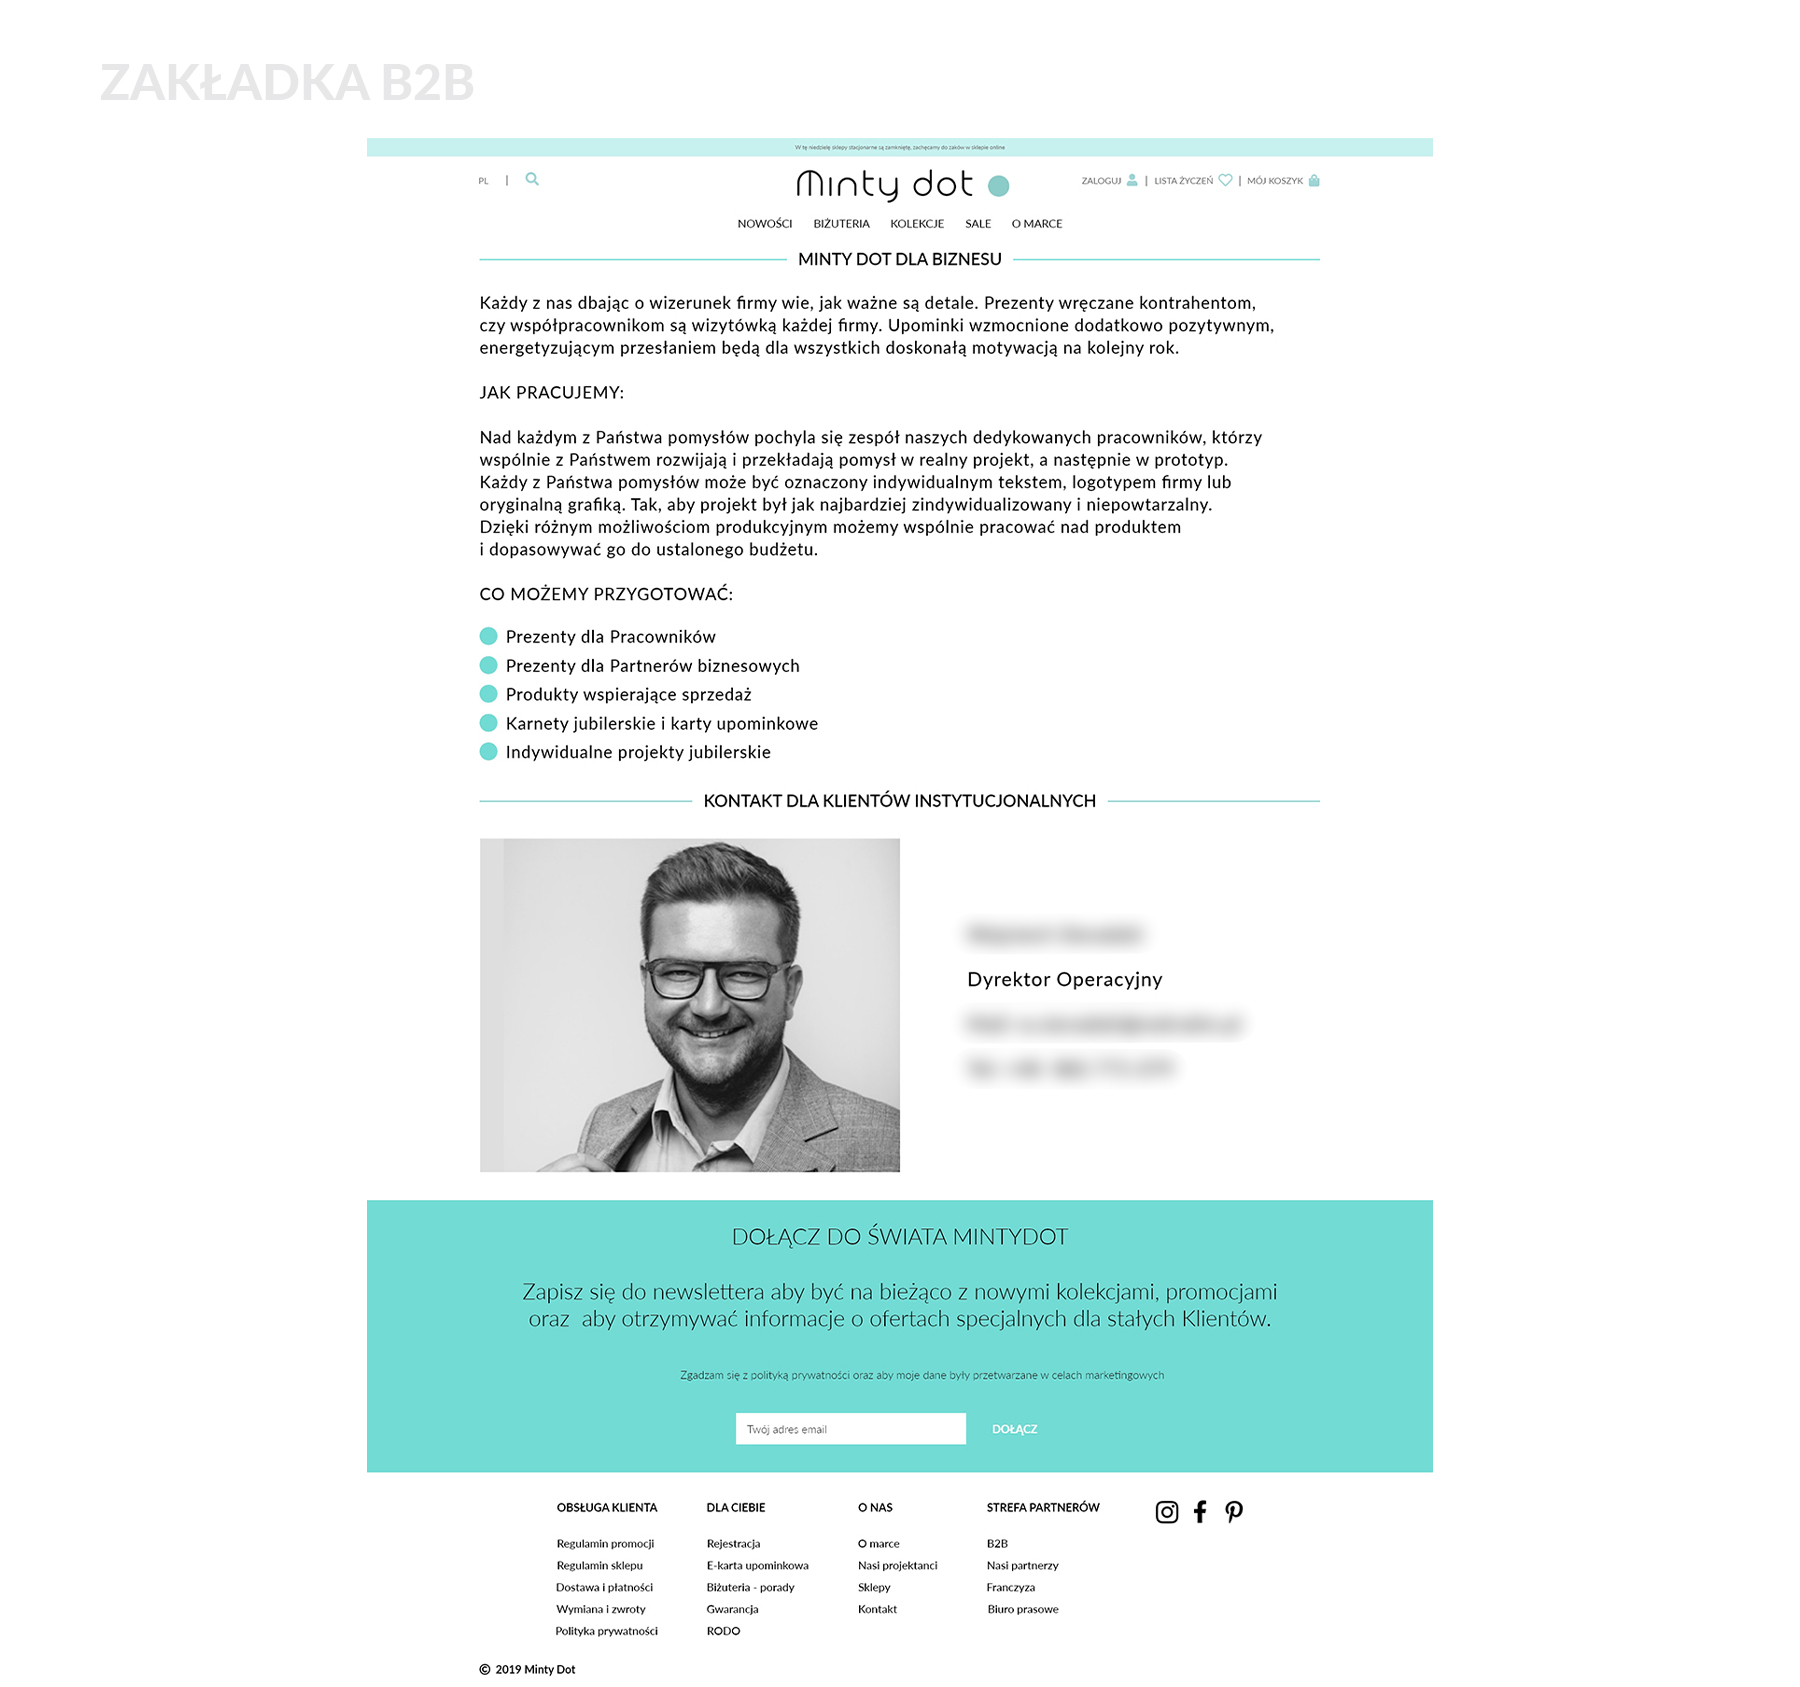 ZAKŁADKA B2B
W tę niedzielę sklepy stacjonarne są zamknięte, zachęcamy do zaków w sklepie online
PL | 
minty dot
ZALOGUJ | LISTA ŻYCZEŃ | MÓJ KOSZYK
NOWOŚCI BIŻUTERIA KOLEKCJE SALE O MARCE
MINTY DOT DLA BIZNESU
Każdy z nas dbając o wizerunek firmy wie, jak ważne są detale. Prezenty wręczane kontrahentom,
czy współpracownikom są wizytówką każdej firmy. Upominki wzmocnione dodatkowo pozytywnym,
energetyzującym przesłaniem będą dla wszystkich doskonałą motywacją na kolejny rok.
JAK PRACUJEMY:
Nad każdym z Państwa pomysłów pochyla się zespół naszych dedykowanych pracowników, którzy
wspólnie z Państwem rozwijają i przekładają pomysł w realny projekt, a następnie w prototyp.
Każdy z Państwa pomysłów może być oznaczony indywidualnym tekstem, logotypem firmy lub
oryginalną grafiką. Tak, aby projekt był jak najbardziej zindywidualizowany i niepowtarzalny.
Dzięki różnym możliwościom produkcyjnym możemy wspólnie pracować nad produktem
i dopasowywać go do ustalonego budżetu.
CO MOŻEMY PRZYGOTOWAĆ:
Prezenty dla Pracowników
Prezenty dla Partnerów biznesowych
Produkty wspierające sprzedaż
Karnety jubilerskie i karty upominkowe
Indywidualne projekty jubilerskie
KONTAKT DLA KLIENTÓW INSTYTUCJONALNYCH
Dyrektor Operacyjny
DOŁĄCZ DO ŚWIATA MINTYDOT
Zapisz się do newslettera aby być na bieżąco z nowymi kolekcjami, promocjami
oraz aby otrzymywać informacje o ofertach specjalnych dla stałych Klientów.
Zgadzam się z polityką prywatności oraz aby moje dane były przetwarzane w celach marketingowych
Twój adres email DOŁĄCZ
OBSŁUGA KLIENTA DLA CIEBIE O NAS STREFA PARTNERÓW
Regulamin promocji Rejestracja O marce B2B
Regulamin sklepu E-karta upominkowa Nasi projektanci Nasi partnerzy
Dostawa i płatności Biżuteria - porady Sklepy Franczyza
Wymiana i zwroty Gwarancja Kontakt Biuro prasowe
Polityka prywatności RODO
© 2019 Minty Dot